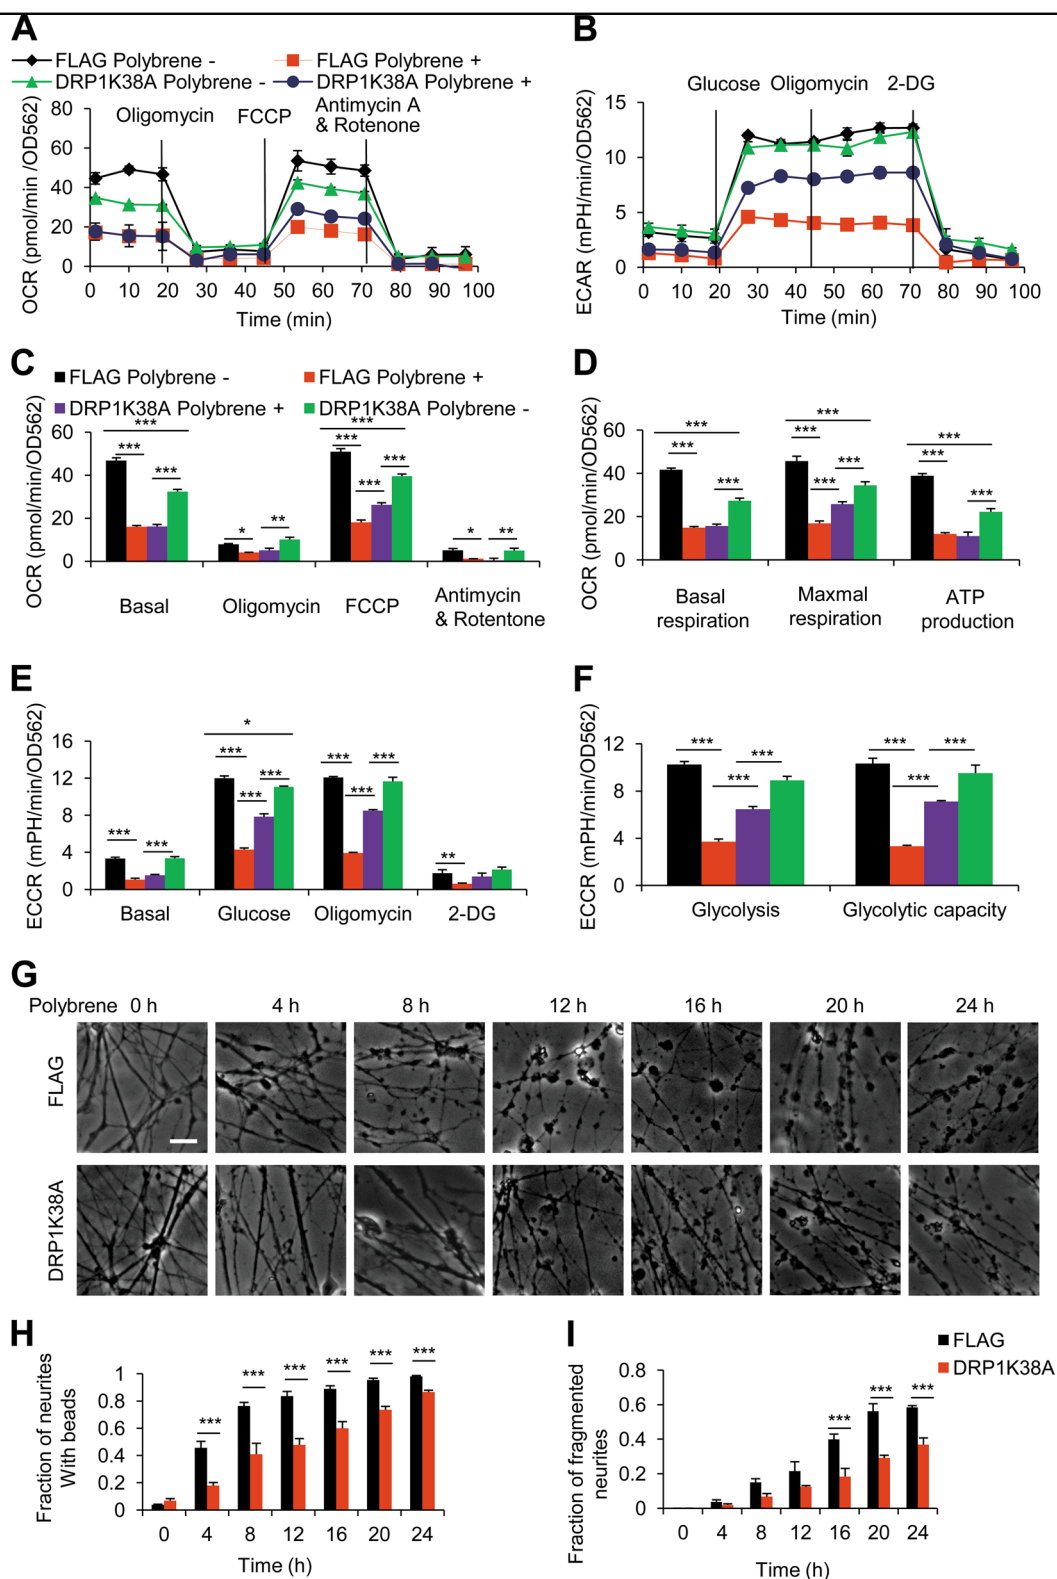 A
FLAG Polybrene -
FLAG Polybrene +
DRP1K38A Polybrene -
DRP1K38A Polybrene +
Oligomycin
FCCP
Antimycin A
& Rotenone
OCR (pmol/min /OD562)
80
60
40
20
0
0 10 20 30 40 50 60 70 80 90 100
Time (min)
B
Glucose Oligomycin 2-DG
ECAR (mPH/min/OD562)
15
10
5
0
0 10 20 30 40 50 60 70 80 90 100
Time (min)
C
FLAG Polybrene -
FLAG Polybrene +
DRP1K38A Polybrene +
DRP1K38A Polybrene -
OCR (pmol/min/OD562)
60
40
20
0
*** *** ***
* **
*** *** *** ***
* **
Basal
Oligomycin
FCCP
Antimycin
& Rotentone
D
OCR (pmol/min/OD562)
60
40
20
0
*** *** ***
*** *** *** ***
*** *** ***
Basal
respiration
Maxmal
respiration
ATP
production
E
ECCR (mPH/min/OD562)
16
12
8
4
0
*** ***
* *** *** ***
*** *** ***
**
Basal
Glucose
Oligomycin
2-DG
F
ECCR (mPH/min/OD562)
12
8
4
0
*** *** ***
*** *** ***
Glycolysis
Glycolytic capacity
G
Polybrene 0 h 4 h 8 h 12 h 16 h 20 h 24 h
FLAG
DRP1K38A
H
Fraction of neurites
With beads
1
0.8
0.6
0.4
0.2
0
*** *** *** *** *** ***
0 4 8 12 16 20 24
Time (h)
I
FLAG
DRP1K38A
Fraction of fragmented
neurites
0.8
0.6
0.4
0.2
0
*** *** ***
0 4 8 12 16 20 24
Time (h)